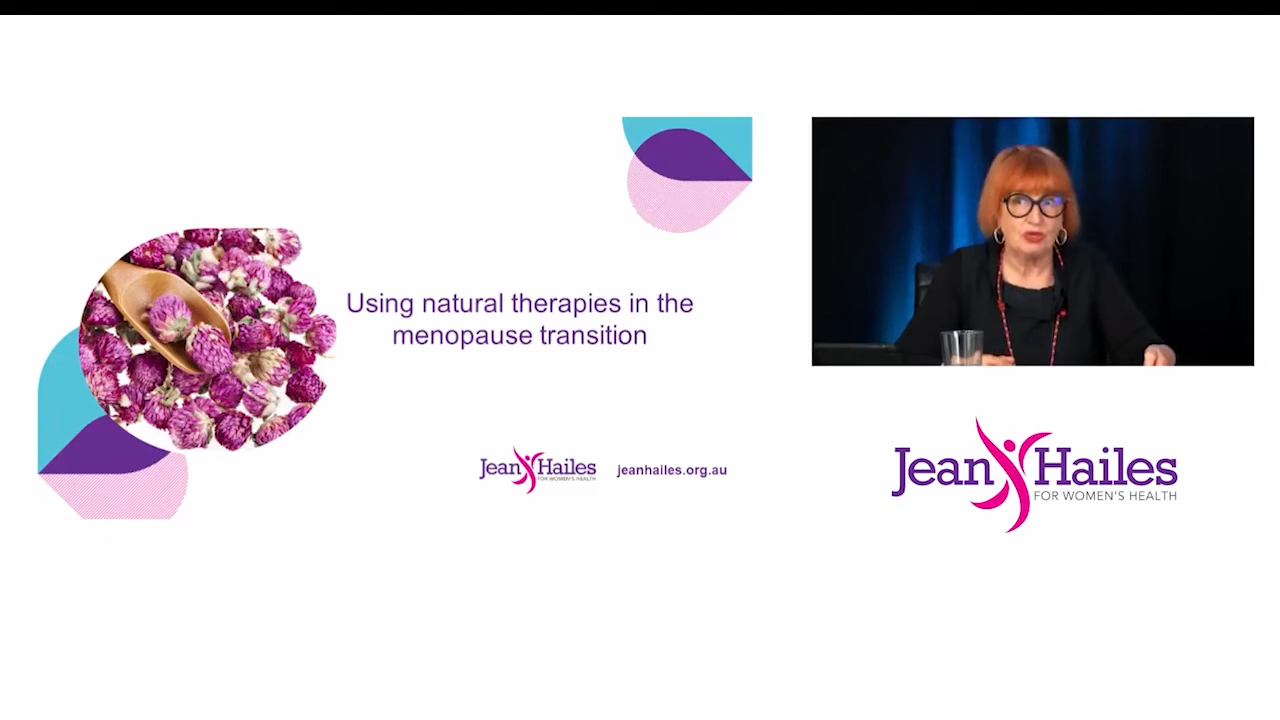 Using natural therapies in the
menopause transition
Jean Hailes
FOR WOMEN'S HEALTH
jeanhailes.org.au
Jean Hailes
FOR WOMEN'S HEALTH